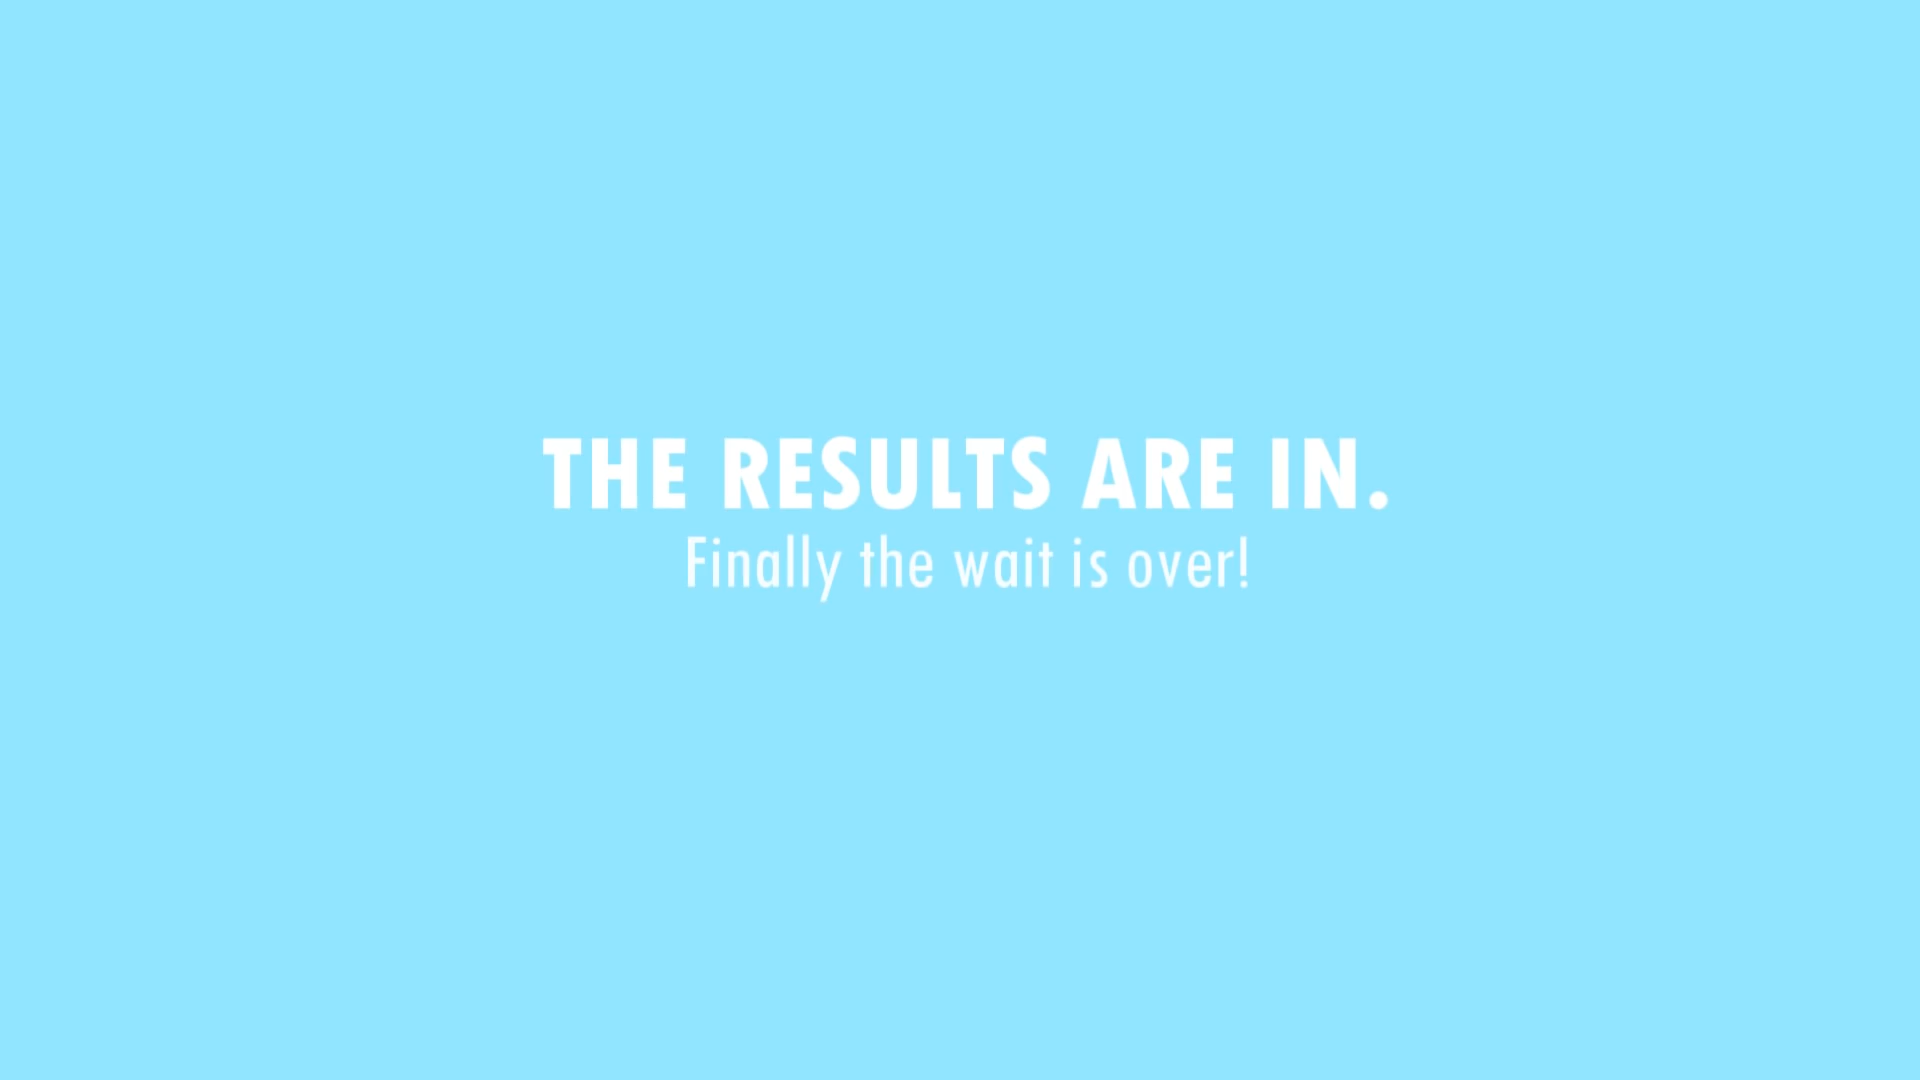 THE RESULTS ARE IN.
Finally the wait is over!